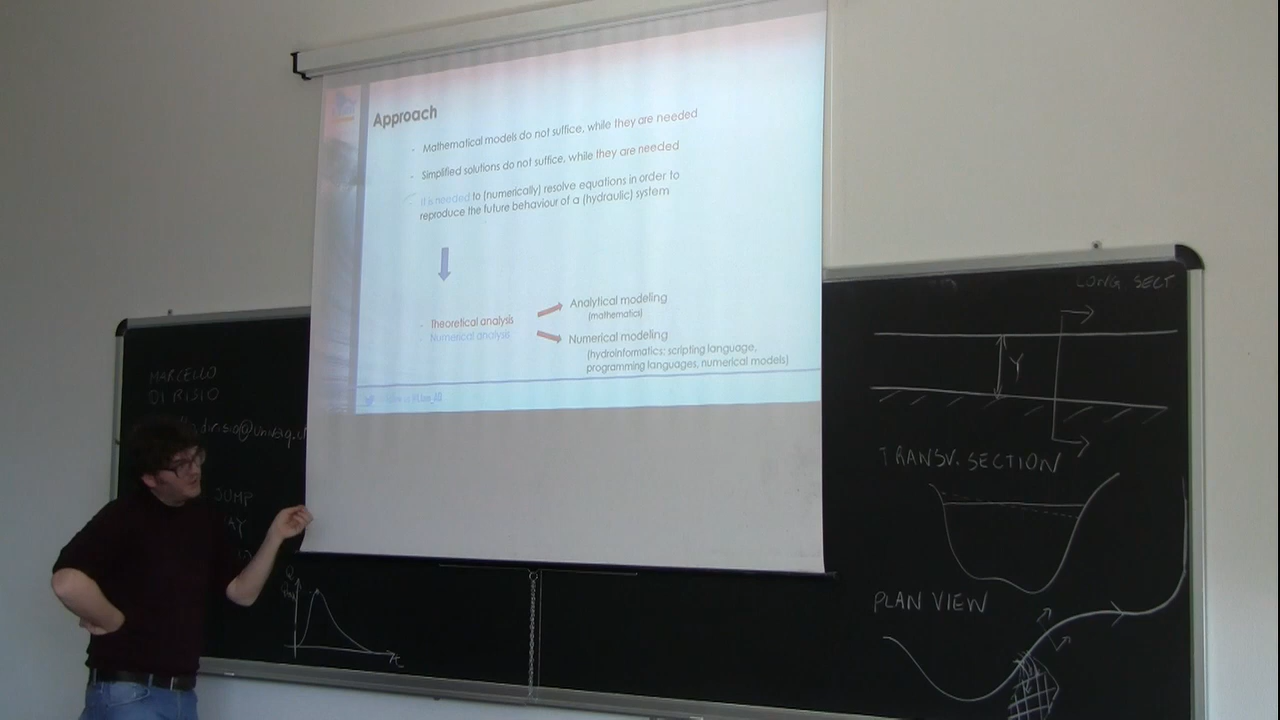 Approach
- Mathematical models do not suffice, while they are needed
- Simplified solutions do not suffice, while they are needed
- It is needed to (numerically) resolve equations in order to
reproduce the future behaviour of a (hydraulic) system
- Theoretical analysis
- Numerical analysis
Analytical modeling
(mathematics)
Numerical modeling
(hydroinformatics: scripting language,
programming languages, numerical models)
MARCELLO
DI RISIO
JUMP
Q
LONG SECT
Y
TRANSV. SECTION
PLAN VIEW